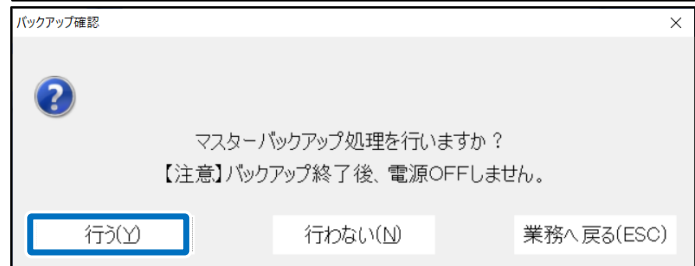 バックアップ確認
マスターバックアップ処理を行いますか？
【注意】バックアップ終了後、電源OFFしません。
行う(Y)
行わない(N)
業務へ戻る(ESC)